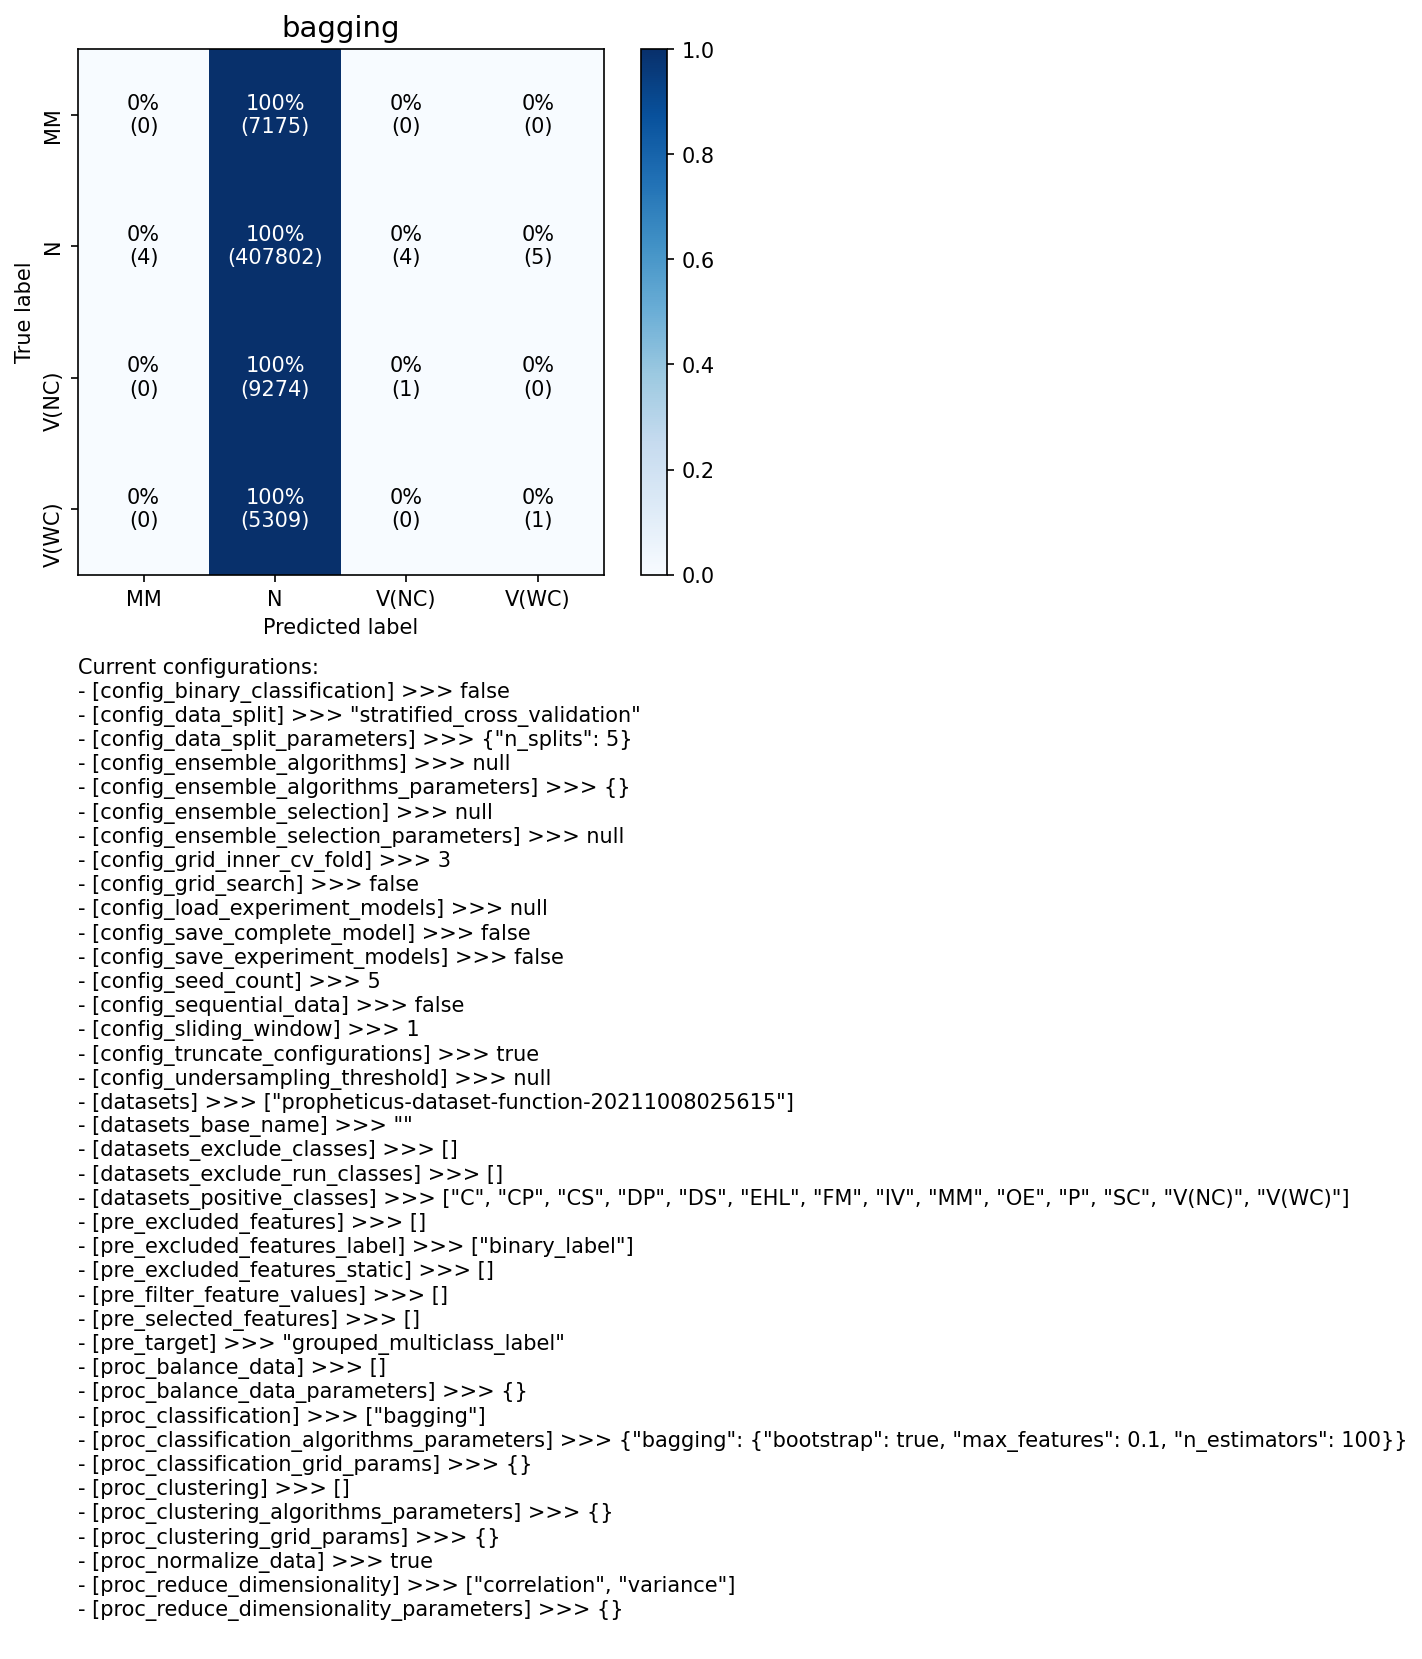 bagging
0% 100% 0% 0%
(0) (7175) (0) (0)
0% 100% 0% 0%
(4) (407802) (4) (5)
0% 100% 0% 0%
(0) (9274) (1) (0)
0% 100% 0% 0%
(0) (5309) (0) (1)
MM
N
V(NC)
V(WC)
True label
MM N V(NC) V(WC)
Predicted label
1.0
0.8
0.6
0.4
0.2
0.0
Current configurations:
- [config_binary_classification] >>> false
- [config_data_split] >>> "stratified_cross_validation"
- [config_data_split_parameters] >>> {"n_splits": 5}
- [config_ensemble_algorithms] >>> null
- [config_ensemble_algorithms_parameters] >>> {}
- [config_ensemble_selection] >>> null
- [config_ensemble_selection_parameters] >>> null
- [config_grid_inner_cv_fold] >>> 3
- [config_grid_search] >>> false
- [config_load_experiment_models] >>> null
- [config_save_complete_model] >>> false
- [config_save_experiment_models] >>> false
- [config_seed_count] >>> 5
- [config_sequential_data] >>> false
- [config_sliding_window] >>> 1
- [config_truncate_configurations] >>> true
- [config_undersampling_threshold] >>> null
- [datasets] >>> ["propheticus-dataset-function-20211008025615"]
- [datasets_base_name] >>> ""
- [datasets_exclude_classes] >>> []
- [datasets_exclude_run_classes] >>> []
- [datasets_positive_classes] >>> ["C", "CP", "CS", "DP", "DS", "EHL", "FM", "IV", "MM", "OE", "P", "SC", "V(NC)", "V(WC)"]
- [pre_excluded_features] >>> []
- [pre_excluded_features_label] >>> ["binary_label"]
- [pre_excluded_features_static] >>> []
- [pre_filter_feature_values] >>> []
- [pre_selected_features] >>> []
- [pre_target] >>> "grouped_multiclass_label"
- [proc_balance_data] >>> []
- [proc_balance_data_parameters] >>> {}
- [proc_classification] >>> ["bagging"]
- [proc_classification_algorithms_parameters] >>> {"bagging": {"bootstrap": true, "max_features": 0.1, "n_estimators": 100}}
- [proc_classification_grid_params] >>> {}
- [proc_clustering] >>> []
- [proc_clustering_algorithms_parameters] >>> {}
- [proc_clustering_grid_params] >>> {}
- [proc_normalize_data] >>> true
- [proc_reduce_dimensionality] >>> ["correlation", "variance"]
- [proc_reduce_dimensionality_parameters] >>> {}